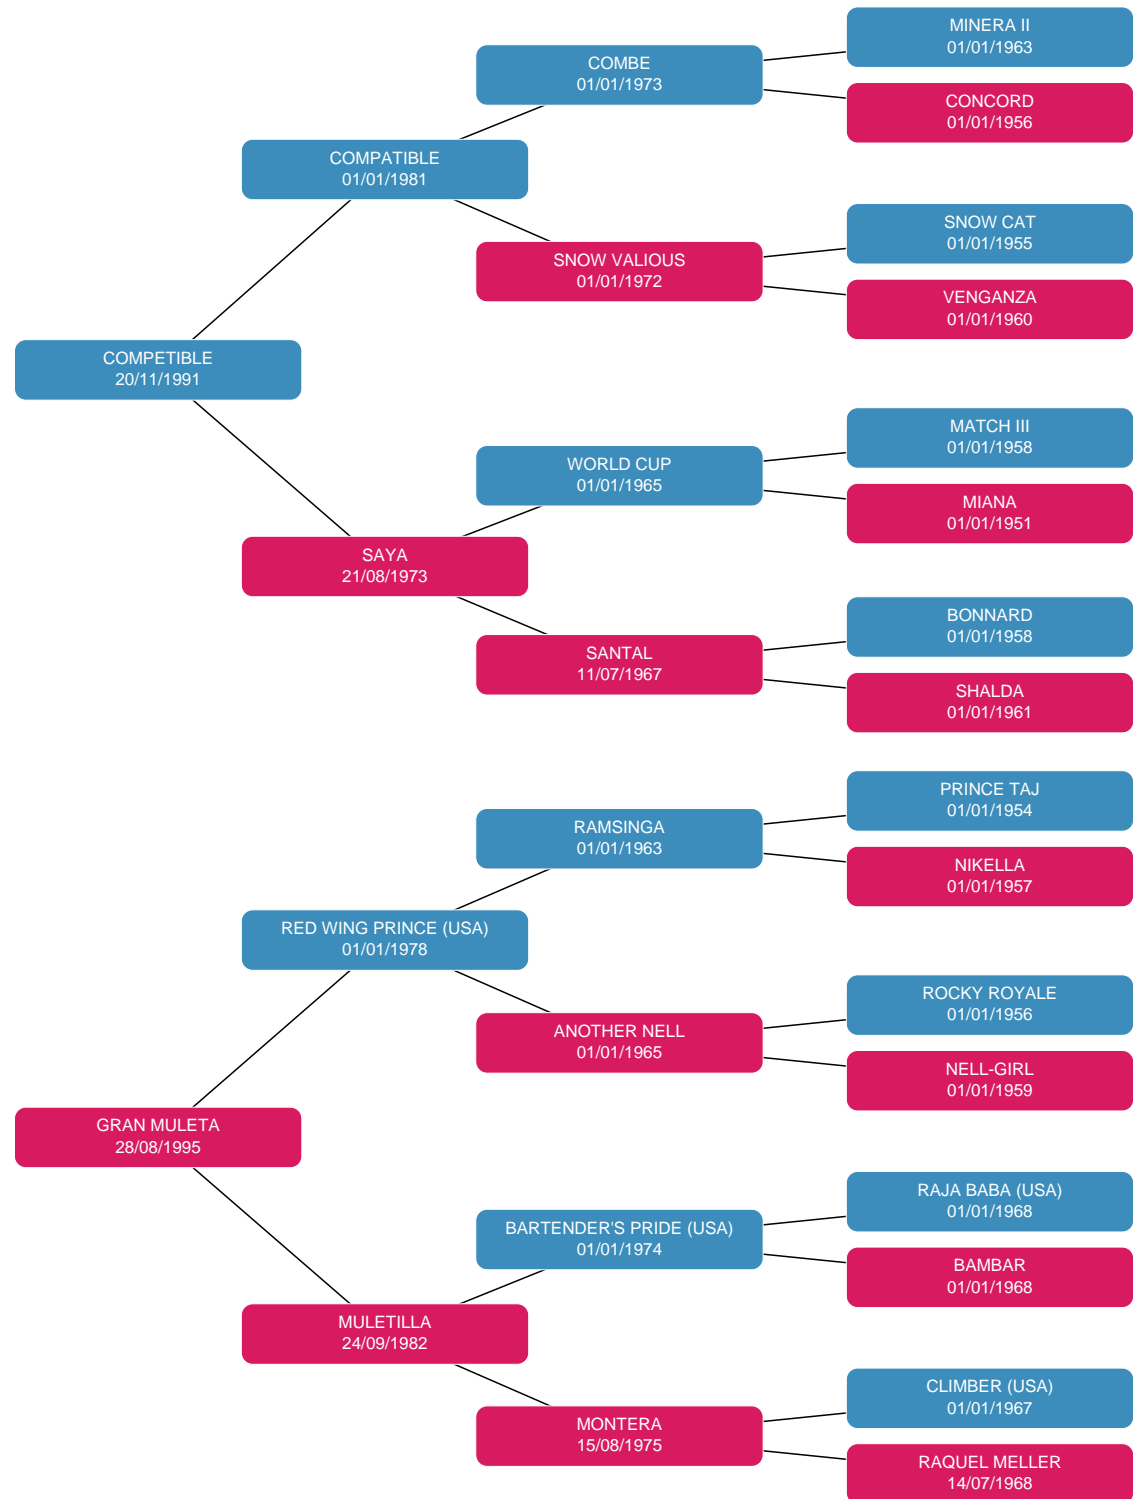 MINERA II
01/01/1963
COMBE
01/01/1973
CONCORD
01/01/1956
COMPATIBLE
01/01/1981
SNOW CAT
01/01/1955
SNOW VALIOUS
01/01/1972
VENGANZA
01/01/1960
COMPETIBLE
20/11/1991
MATCH III
01/01/1958
WORLD CUP
01/01/1965
MIANA
01/01/1951
SAYA
21/08/1973
BONNARD
01/01/1958
SANTAL
11/07/1967
SHALDA
01/01/1961
PRINCE TAJ
01/01/1954
RAMSINGA
01/01/1963
NIKELLA
01/01/1957
RED WING PRINCE (USA)
01/01/1978
ROCKY ROYALE
01/01/1956
ANOTHER NELL
01/01/1965
NELL-GIRL
01/01/1959
GRAN MULETA
28/08/1995
RAJA BABA (USA)
01/01/1968
BARTENDER'S PRIDE (USA)
01/01/1974
BAMBAR
01/01/1968
MULETILLA
24/09/1982
CLIMBER (USA)
01/01/1967
MONTERA
15/08/1975
RAQUEL MELLER
14/07/1968